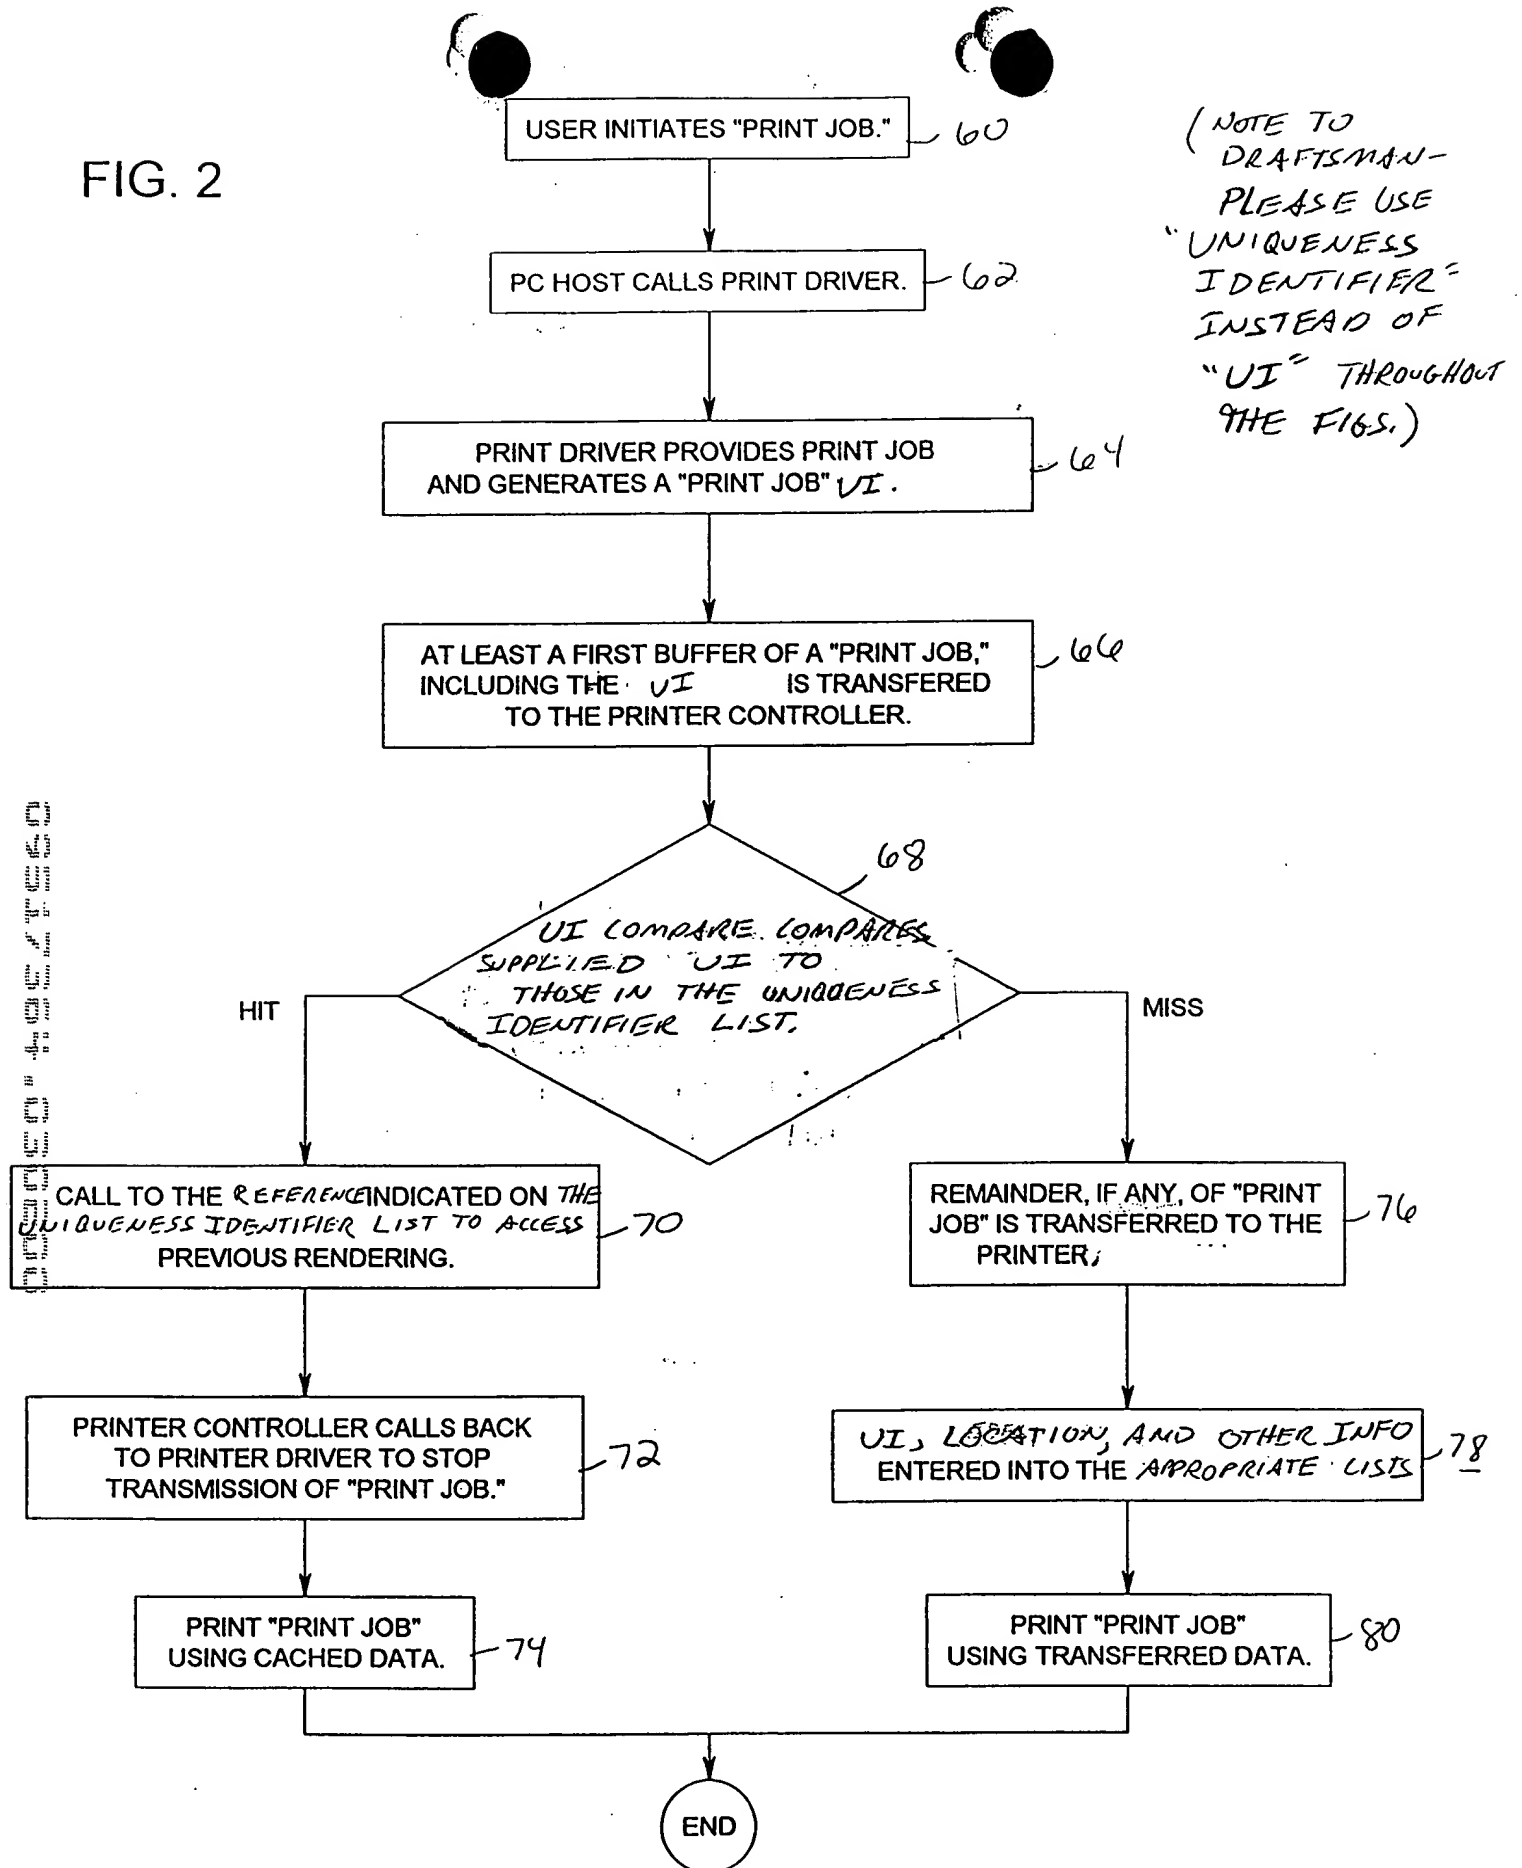 FIG. 2
USER INITIATES "PRINT JOB."
60
(NOTE TO
DRAFTSMAN-
PLEASE USE
"UNIQUENESS
IDENTIFIER"
INSTEAD OF
"UI" THROUGHOUT
THE FIGS.)
PC HOST CALLS PRINT DRIVER.
62
PRINT DRIVER PROVIDES PRINT JOB
AND GENERATES A "PRINT JOB" UI.
64
AT LEAST A FIRST BUFFER OF A "PRINT JOB,"
INCLUDING THE UI IS TRANSFERED
TO THE PRINTER CONTROLLER.
66
68
UI COMPARE COMPARES
SUPPLIED UI TO
THOSE IN THE UNIQUENESS
IDENTIFIER LIST.
HIT
MISS
CALL TO THE REFERENCE INDICATED ON THE
UNIQUENESS IDENTIFIER LIST TO ACCESS
PREVIOUS RENDERING.
70
REMAINDER, IF ANY, OF "PRINT
JOB" IS TRANSFERRED TO THE
PRINTER;
76
PRINTER CONTROLLER CALLS BACK
TO PRINTER DRIVER TO STOP
TRANSMISSION OF "PRINT JOB."
72
UI, LOCATION, AND OTHER INFO
ENTERED INTO THE APPROPRIATE LISTS
78
PRINT "PRINT JOB"
USING CACHED DATA.
74
PRINT "PRINT JOB"
USING TRANSFERRED DATA.
80
END